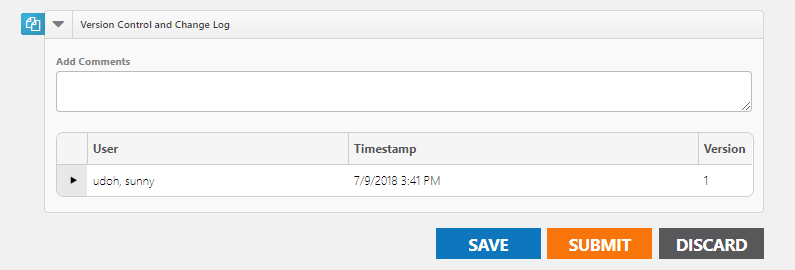 Version Control and Change Log
Add Comments
User Timestamp Version
udoh, sunny 7/9/2018 3:41 PM 1
SAVE SUBMIT DISCARD